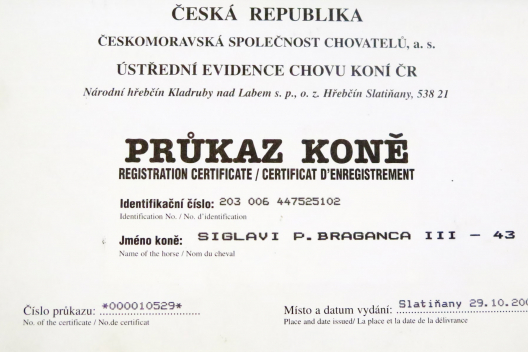 ČESKÁ REPUBLIKA
ČESKOMORAVSKÁ SPOLEČNOST CHOVATELŮ, a. s.
ÚSTŘEDNÍ EVIDENCE CHOVU KONÍ ČR
Národní hřebčín Kladruby nad Labem s. p., o. z. Hřebčín Slatiňany, 538 21
PRŮKAZ KONĚ
REGISTRATION CERTIFICATE / CERTIFICAT D'ENREGISTREMENT
Identifikační číslo: 203 006 447525102
Identification No. / No. d'identification
Jméno koně: SIGLAVI P.BRAGANCA III - 43
Name of the horse / Nom du cheval
Číslo průkazu: *000010529* Místo a datum vydání: Slatiňany 29.10.200
No. of the certificate / No.de certificat Place and date issued/ La place et la date de la délivrance